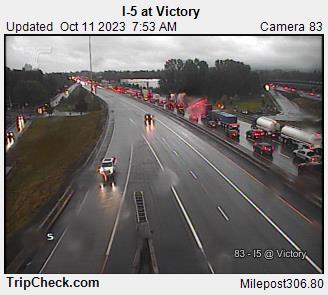 I-5 at Victory
Updated Oct 11 2023 7:53 AM Camera 83
S
83 - I5 @ Victory
TripCheck.com Milepost306.80